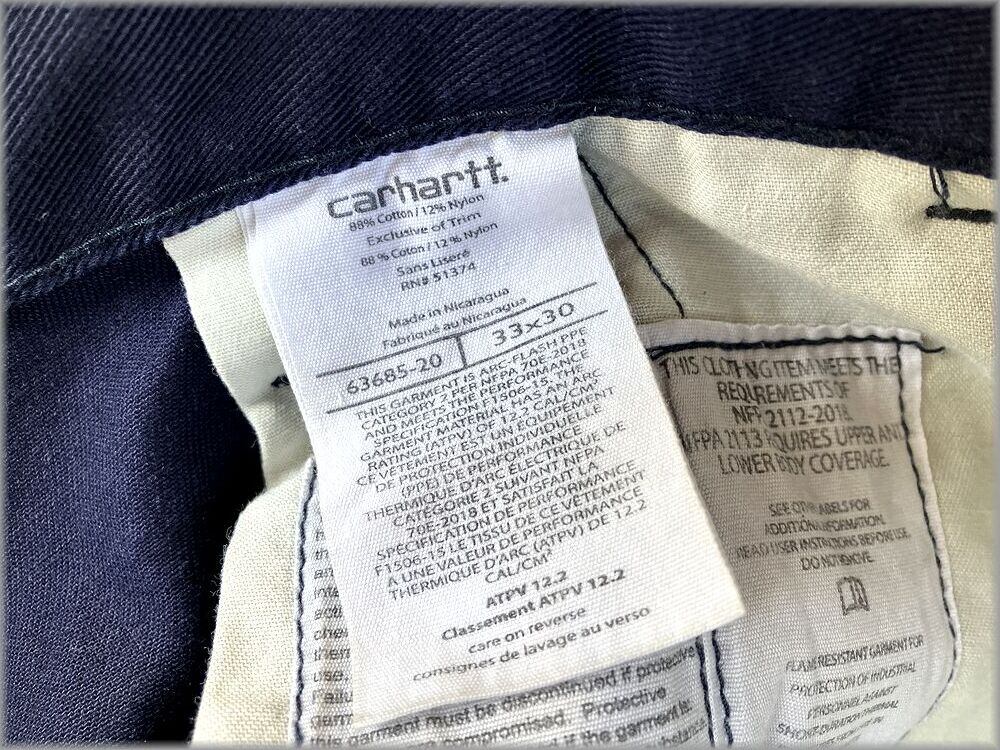 carhartt.
88% Cotton / 12% Nylon
Exclusive of Trim
88 % Coton / 12 % Nylon
Sans Liseré
RN# 51374
Made in Nicaragua
Fabriqué au Nicaragua
63685-20 33x30
THIS GARMENT IS ARC-FLASH PPE
CATEGORY 2 PER NFPA 70E-2018
AND MEETS THE PERFORMANCE
SPECIFICATION F1506-15. THE
GARMENT MATERIAL HAS AN ARC
RATING (ATPV) OF 12.2 CAL/CM²
CE VÊTEMENT EST UN ÉQUIPEMENT
DE PROTECTION INDIVIDUELLE
(PPE) DE PERFORMANCE
THERMIQUE D'ARC ÉLECTRIQUE DE
CATÉGORIE 2 SUIVANT NFPA
70E-2018 ET SATISFAIT LA
SPÉCIFICATION DE PERFORMANCE
F1506-15 LE TISSU DE CE VÊTEMENT
A UNE VALEUR DE PERFORMANCE
THERMIQUE D'ARC (ATPV) DE 12.2
CAL/CM²
ATPV 12.2
Classement ATPV 12.2
care on reverse
consignes de lavage au verso
THIS CLOTHING ITEM MEETS THE
REQUIREMENTS OF
NFPA 2112-2018.
NFPA 2113 REQUIRES UPPER AND
LOWER BODY COVERAGE.
SEE OTHER LABELS FOR
ADDITIONAL INFORMATION.
READ USER INSTRUCTIONS BEFORE USE.
DO NOT REMOVE
FLAME RESISTANT GARMENT FOR
PROTECTION OF INDUSTRIAL
PERSONNEL AGAINST
SHORT DURATION THERMAL
garment must be discontinued if protective
compromised. Protective
if the garment is: